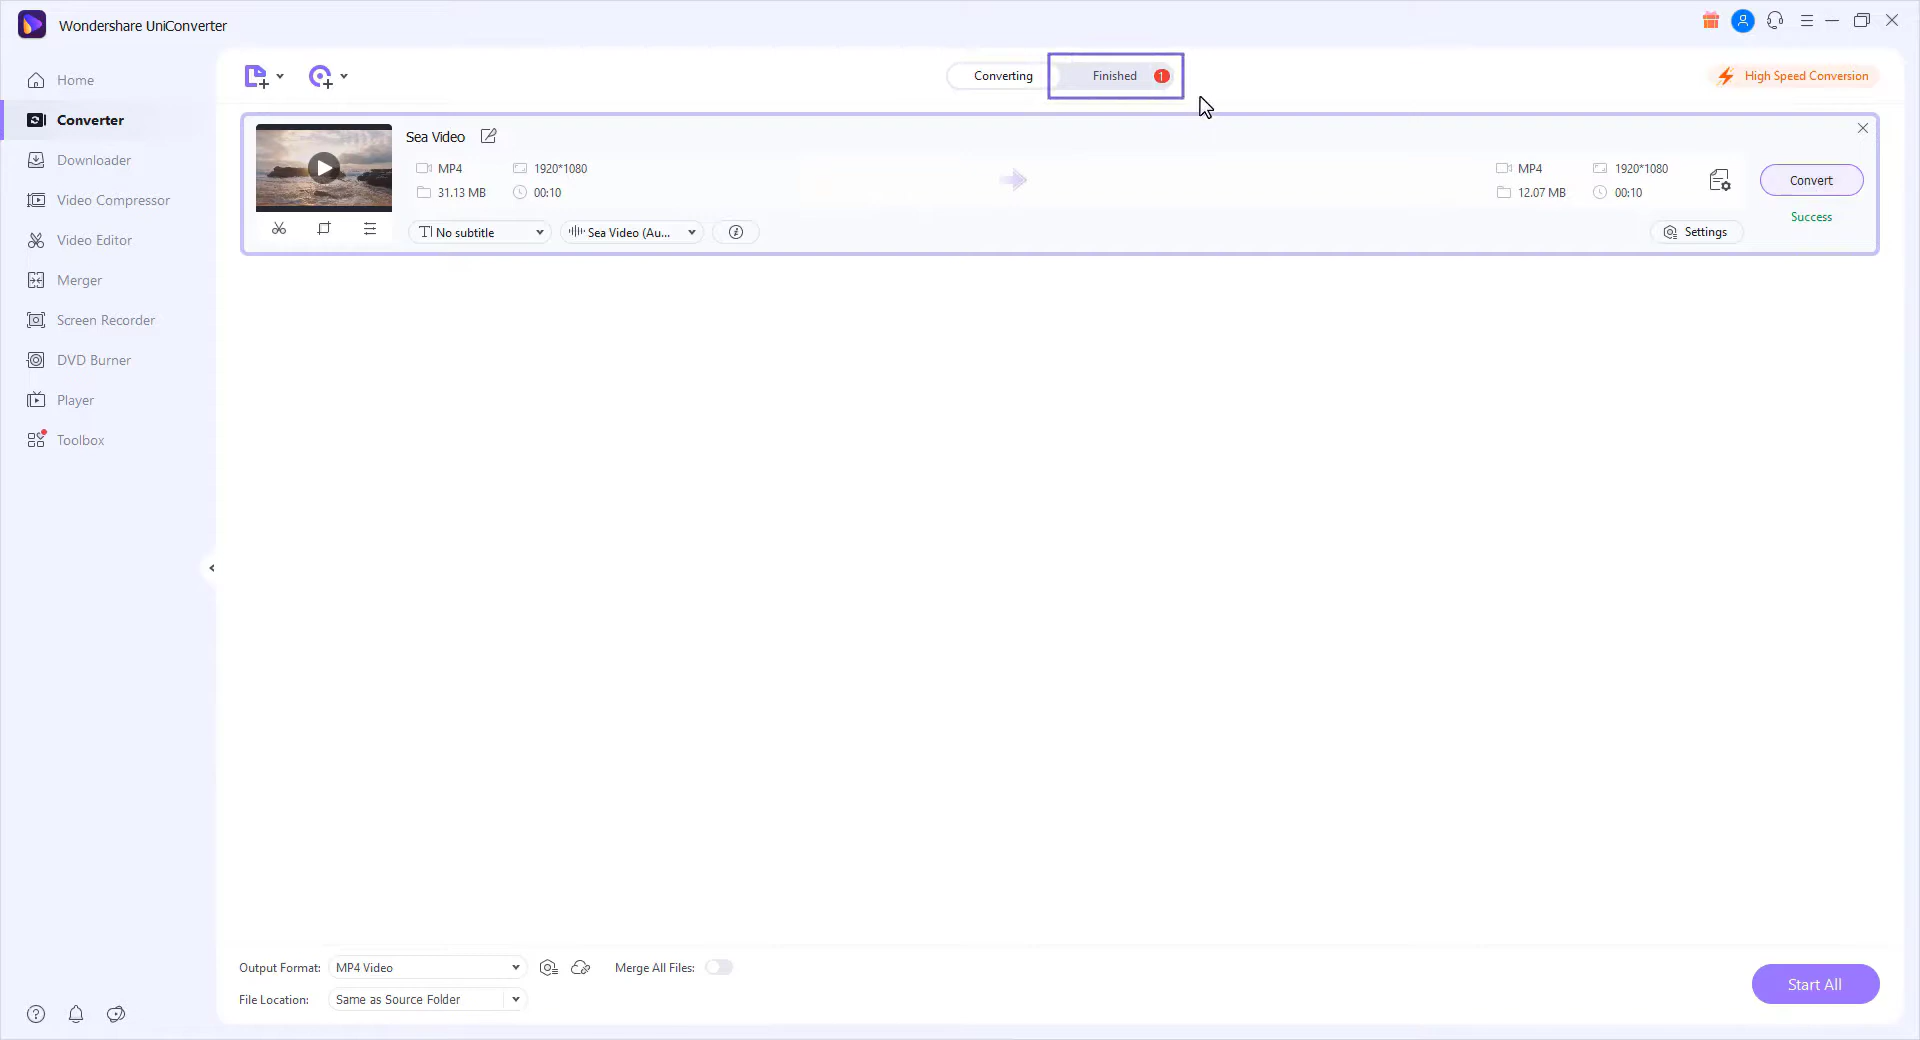 Wondershare UniConverter
Home
Converter
Downloader
Video Compressor
Video Editor
Merger
Screen Recorder
DVD Burner
Player
Toolbox
Converting
Finished 1
High Speed Conversion
Sea Video
MP4 1920*1080
31.13 MB 00:10
MP4 1920*1080
12.07 MB 00:10
Convert
Success
No subtitle
Sea Video (Au...
Settings
Output Format: MP4 Video
Merge All Files:
File Location: Same as Source Folder
Start All